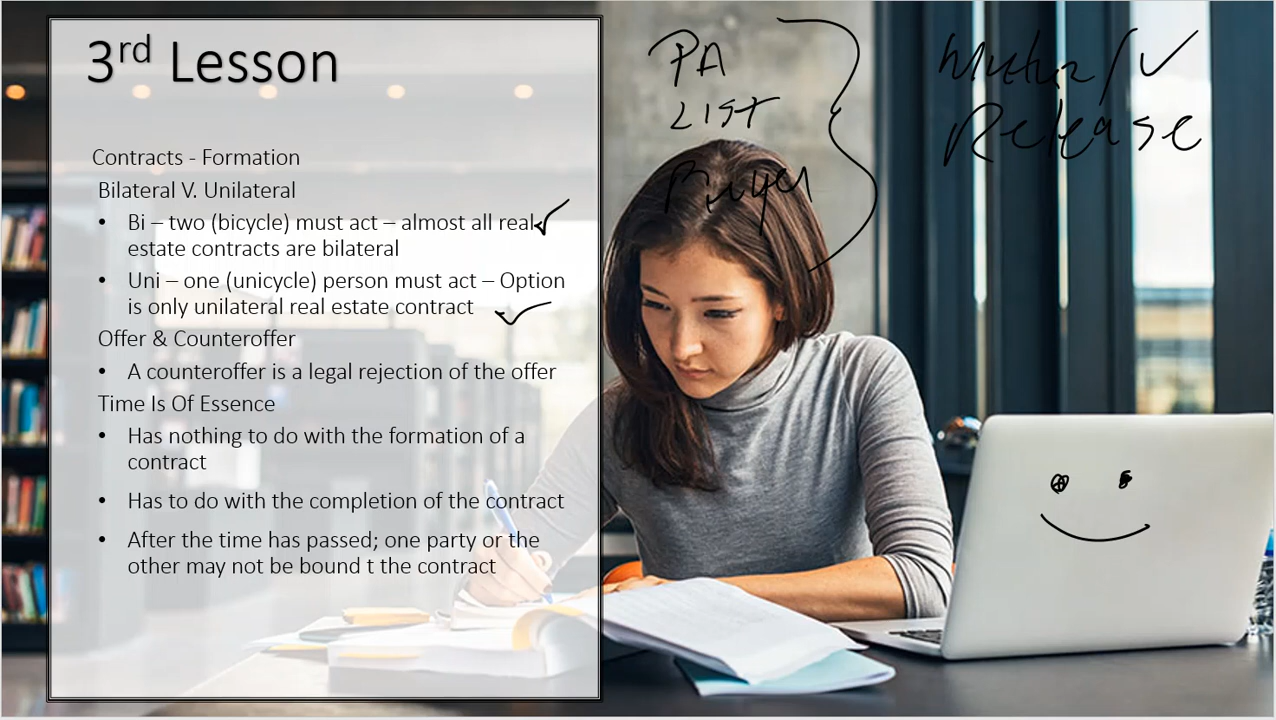 3rd Lesson
Contracts - Formation
Bilateral V. Unilateral
• Bi – two (bicycle) must act – almost all real
estate contracts are bilateral
• Uni – one (unicycle) person must act – Option
is only unilateral real estate contract
Offer & Counteroffer
• A counteroffer is a legal rejection of the offer
Time Is Of Essence
• Has nothing to do with the formation of a
contract
• Has to do with the completion of the contract
• After the time has passed; one party or the
other may not be bound t the contract
PA
LIST
Buyer
Release